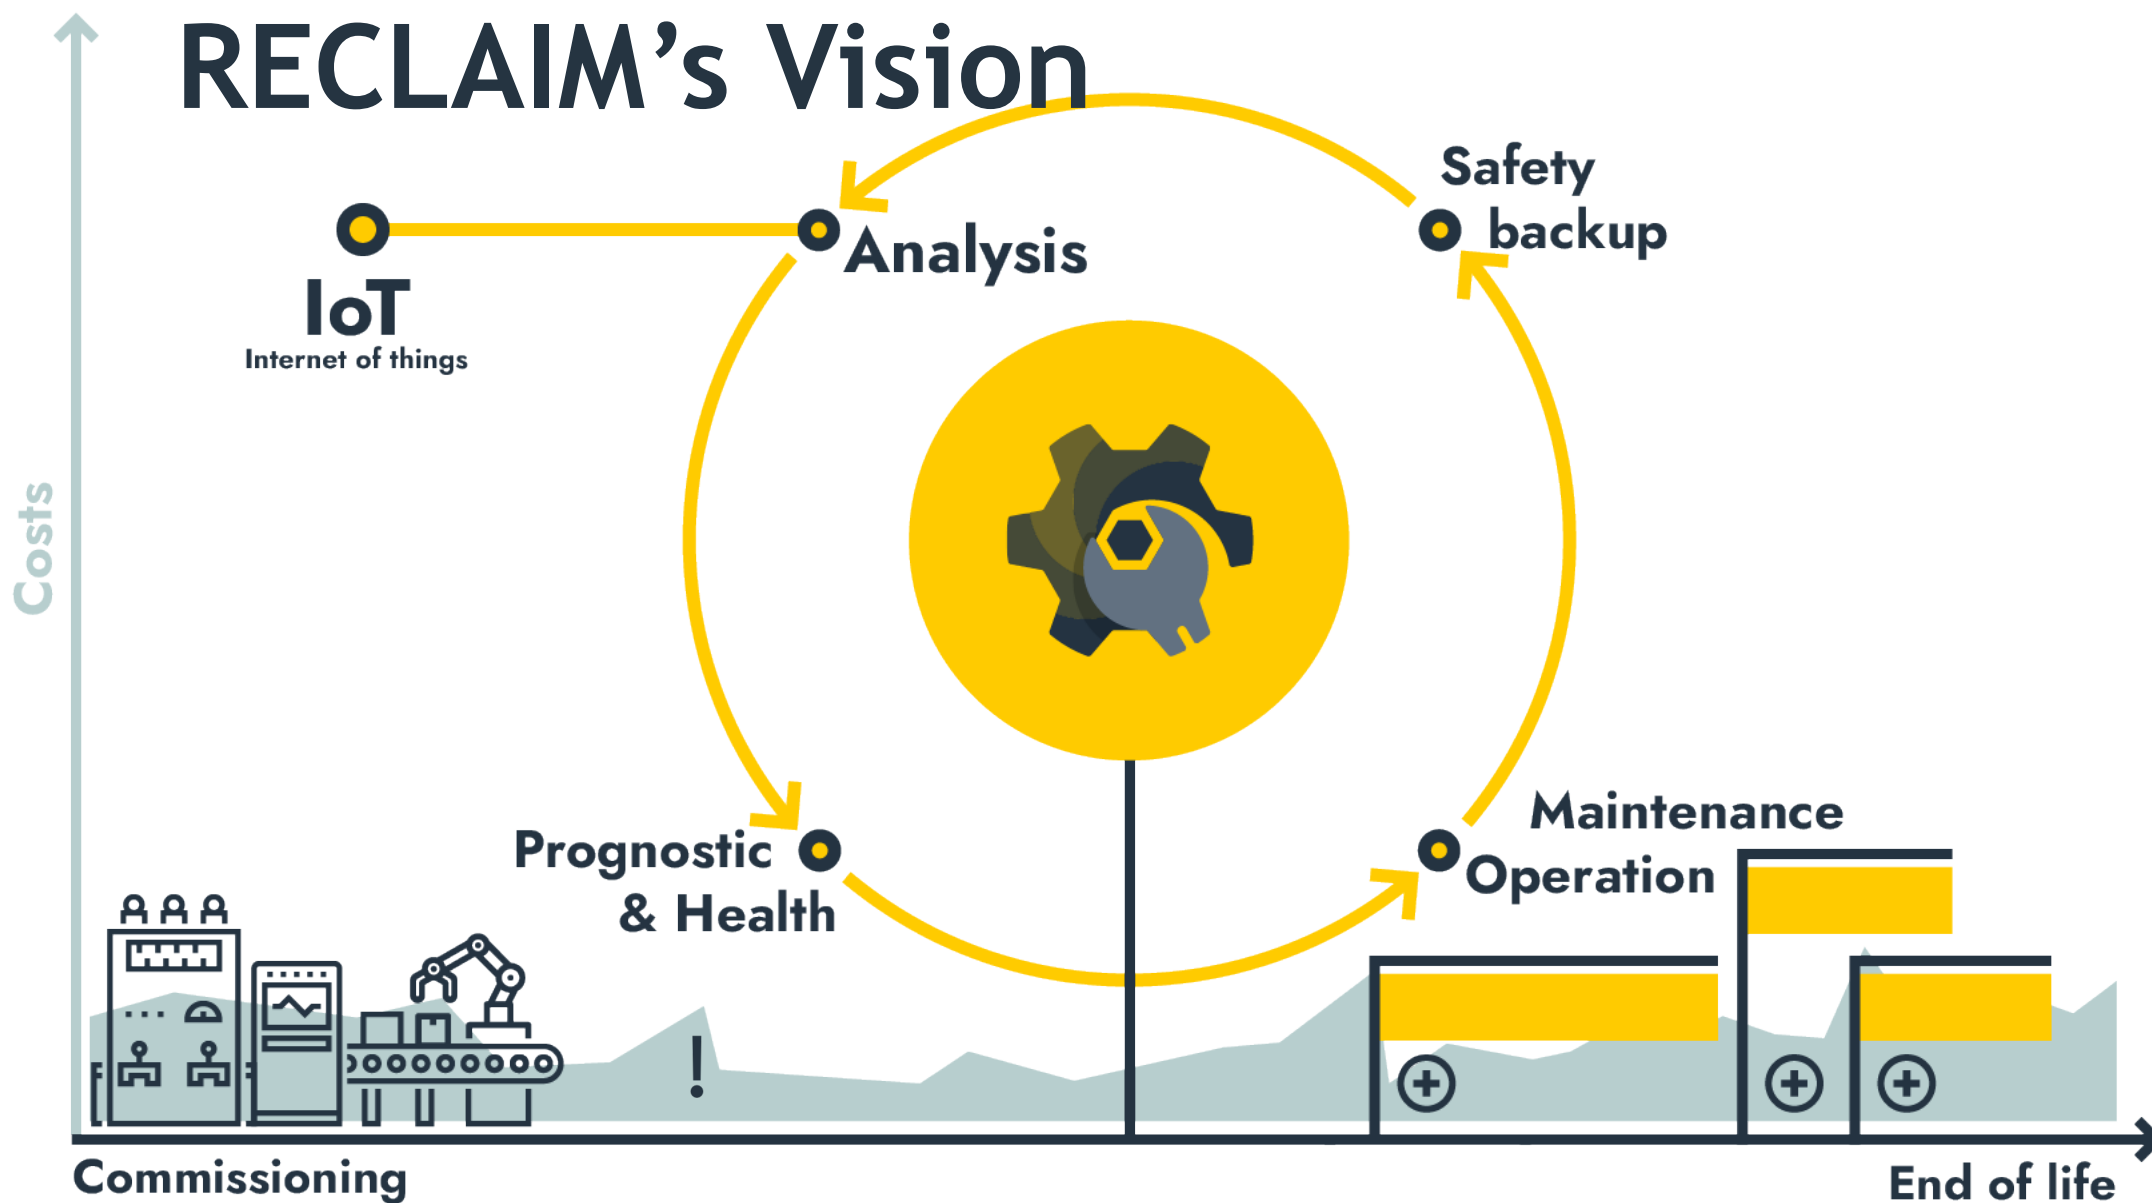 RECLAIM’s Vision
Safety
backup
Analysis
IoT
Internet of things
Costs
Prognostic
& Health
Maintenance
Operation
!
Commissioning
End of life